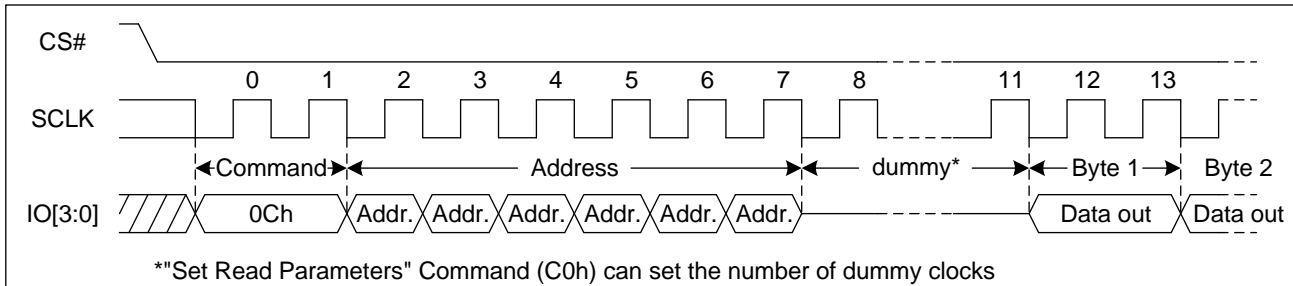 CS#
0 1 2 3 4 5 6 7 8 11 12 13
SCLK
Command Address dummy* Byte 1 Byte 2
IO[3:0] 0Ch Addr. Addr. Addr. Addr. Addr. Addr. Data out Data out
*"Set Read Parameters" Command (C0h) can set the number of dummy clocks